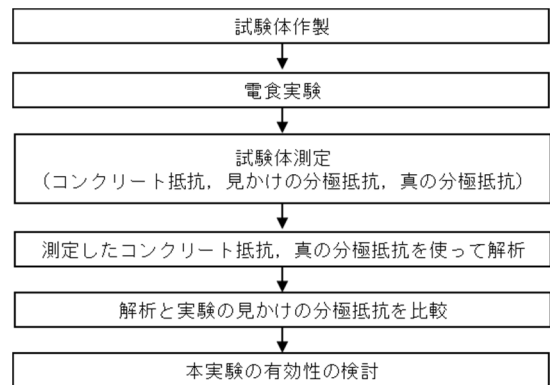 試験体作製
電食実験
試験体測定
（コンクリート抵抗，見かけの分極抵抗，真の分極抵抗）
測定したコンクリート抵抗，真の分極抵抗を使って解析
解析と実験の見かけの分極抵抗を比較
本実験の有効性の検討